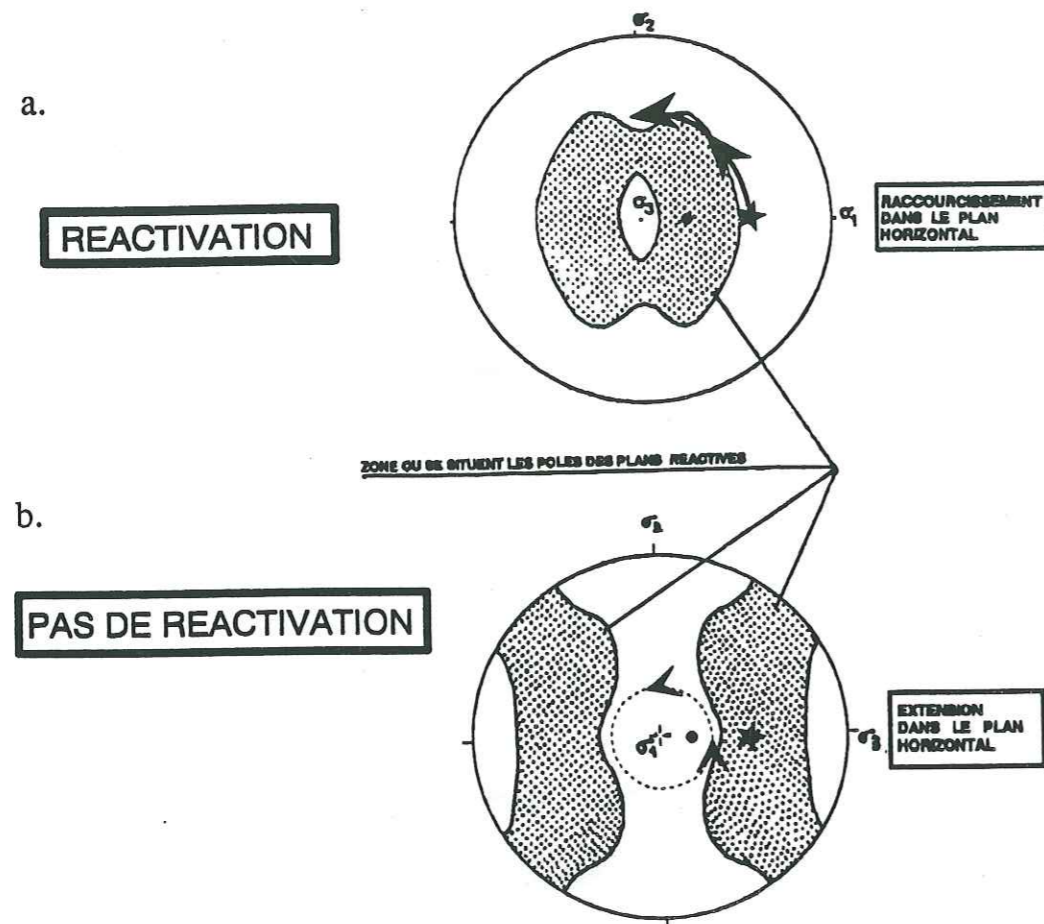 σ2
a.
σ3
REACTIVATION
σ1
RACCOURCISSEMENT
DANS LE PLAN
HORIZONTAL
ZONE OU SE SITUENT LES POLES DES PLANS REACTIVES
b.
σ2
PAS DE REACTIVATION
σ1
σ3
EXTENSION
DANS LE PLAN
HORIZONTAL